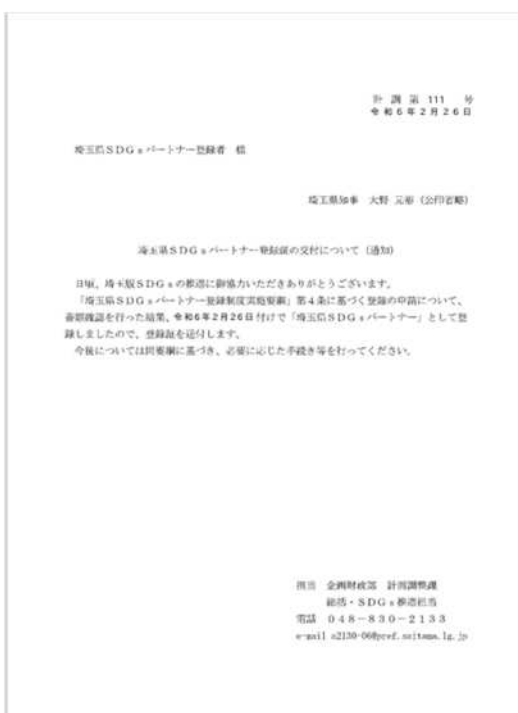 計調第111号
令和6年2月26日
埼玉県SDGsパートナー登録者 様
埼玉県知事 大野 元裕（公印省略）
埼玉県SDGsパートナー登録証の交付について（通知）
日頃、埼玉版SDGsの推進に御協力いただきありがとうございます。
「埼玉県SDGsパートナー登録制度実施要綱」第4条に基づく登録の申請について、
書類確認を行った結果、令和6年2月26日付けで「埼玉県SDGsパートナー」として登
録しましたので、登録証を送付します。
今後については同要綱に基づき、必要に応じた手続き等を行ってください。
担当 企画財政部 計画調整課
総括・SDGs推進担当
電話 048-830-2133
e-mail a2130-06@pref.saitama.lg.jp